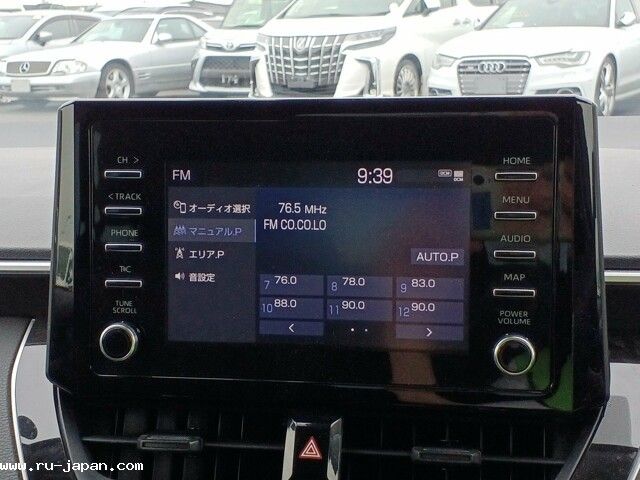 CH >
FM
9:39
HOME
< TRACK
オーディオ選択
76.5 MHz
MENU
マニュアル.P
FM CO.CO.LO
PHONE
エリア.P
AUTO.P
AUDIO
音設定
7 76.0
8 78.0
9 83.0
MAP
10 88.0
11 90.0
12 90.0
TUNE
SCROLL
< >
POWER
VOLUME
www.ru-japan.com